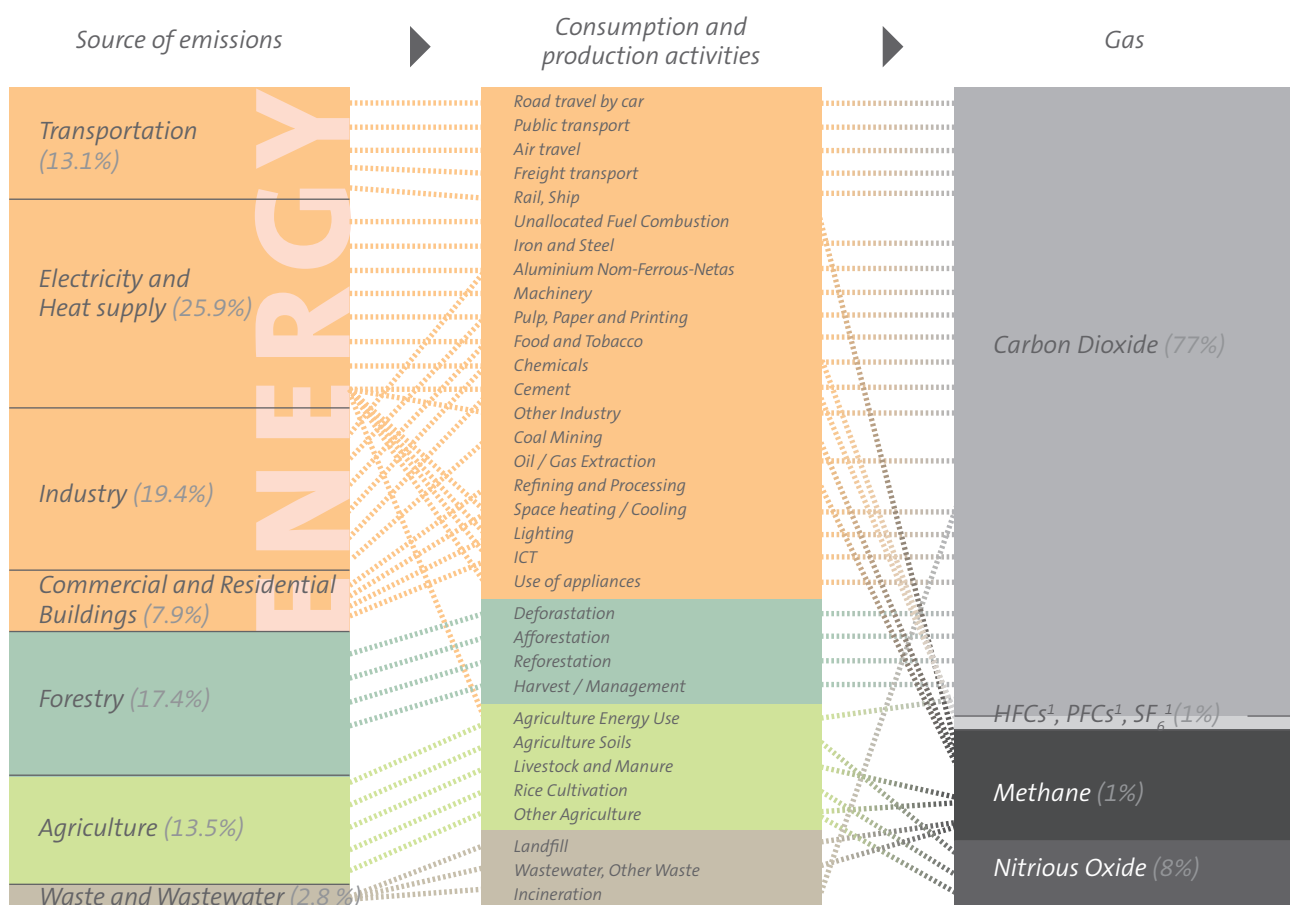 Source of emissions
Consumption and
production activities
Gas
ENERGY
Transportation
(13.1%)
Electricity and
Heat supply (25.9%)
Industry (19.4%)
Commercial and Residential
Buildings (7.9%)
Forestry (17.4%)
Agriculture (13.5%)
Waste and Wastewater (2.8 %)
Road travel by car
Public transport
Air travel
Freight transport
Rail, Ship
Unallocated Fuel Combustion
Iron and Steel
Aluminium Nom-Ferrous-Netas
Machinery
Pulp, Paper and Printing
Food and Tobacco
Chemicals
Cement
Other Industry
Coal Mining
Oil / Gas Extraction
Refining and Processing
Space heating / Cooling
Lighting
ICT
Use of appliances
Deforastation
Afforestation
Reforestation
Harvest / Management
Agriculture Energy Use
Agriculture Soils
Livestock and Manure
Rice Cultivation
Other Agriculture
Landfill
Wastewater, Other Waste
Incineration
Carbon Dioxide (77%)
HFCs¹, PFCs¹, SF₆¹ (1%)
Methane (1%)
Nitrious Oxide (8%)